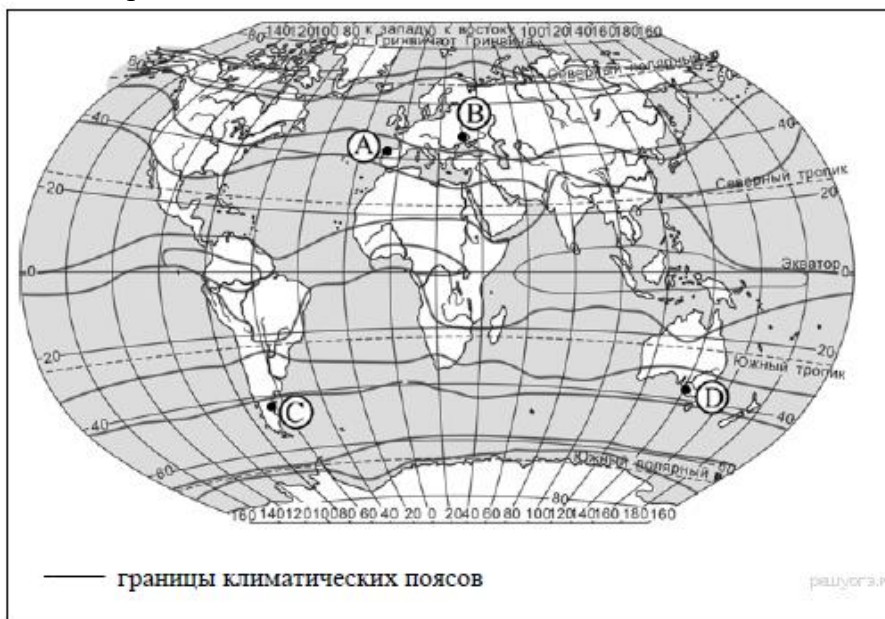 140 120 100 80 к западу к востоку 100 120 140 160 180 160
от Гринвича от Гринвича
80
80
Северный полярный
60
A
B
40
40
20
Северный тропик
20
0
Экватор
0
20
20
Южный тропик
C
D
40
40
60
Южный полярный
60
80
160 140 120 100 80 60 40 20 0 20 40 60 80 100 120 140 160 180 160
границы климатических поясов